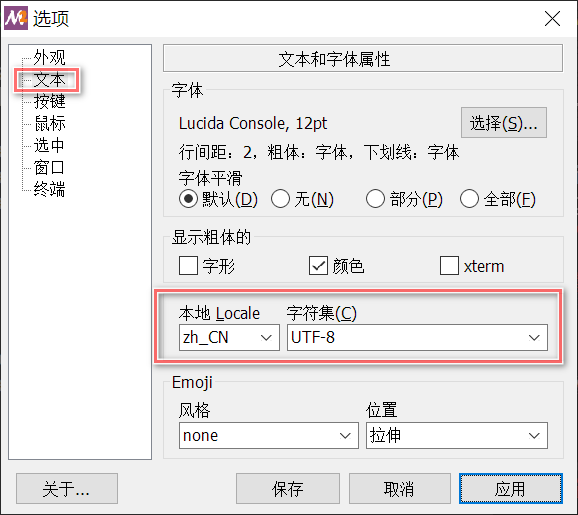 选项
外观
文本
按键
鼠标
选中
窗口
终端
文本和字体属性
字体
Lucida Console, 12pt
选择(S)...
行间距：2，粗体：字体，下划线：字体
字体平滑
默认(D) 无(N) 部分(P) 全部(F)
显示粗体的
字形 颜色 xterm
本地 Locale 字符集(C)
zh_CN UTF-8
Emoji
风格 位置
none 拉伸
关于... 保存 取消 应用